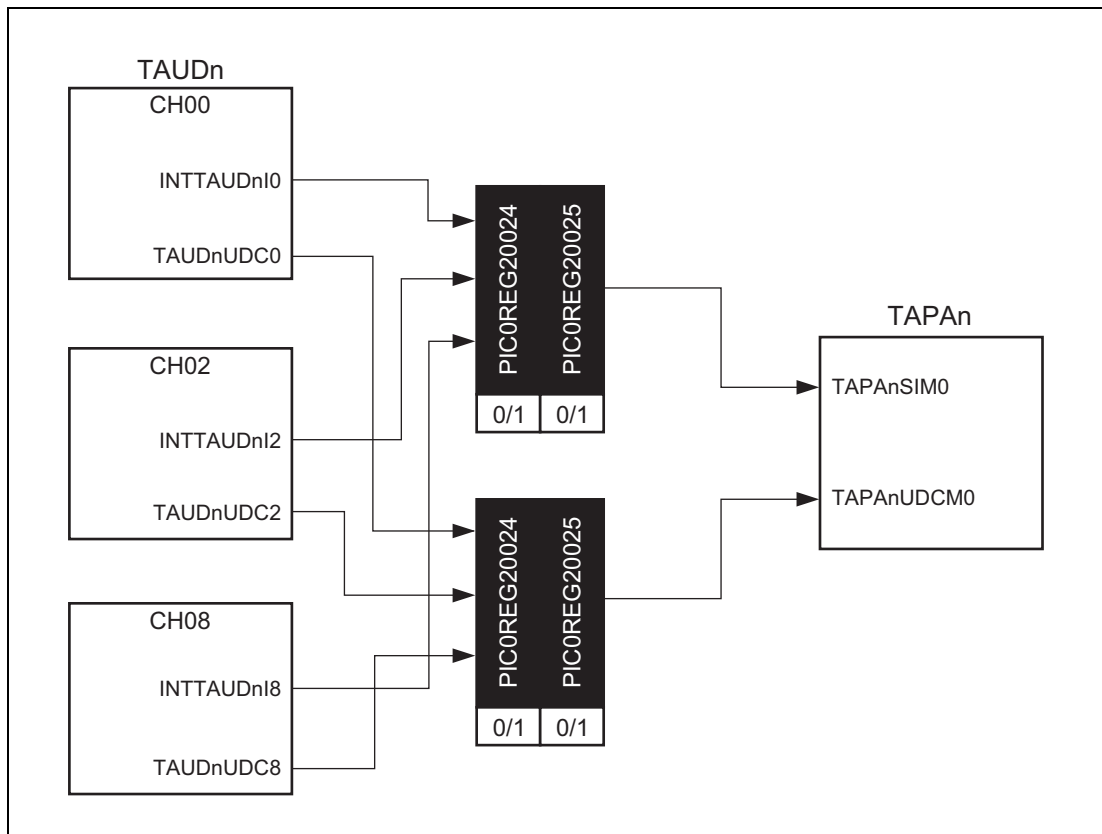 TAUDn
CH00
INTTAUDnI0
TAUDnUDC0
CH02
INTTAUDnI2
TAUDnUDC2
CH08
INTTAUDnI8
TAUDnUDC8
PIC0REG20024
PIC0REG20025
0/1
0/1
PIC0REG20024
PIC0REG20025
0/1
0/1
TAPAn
TAPAnSIM0
TAPAnUDCM0